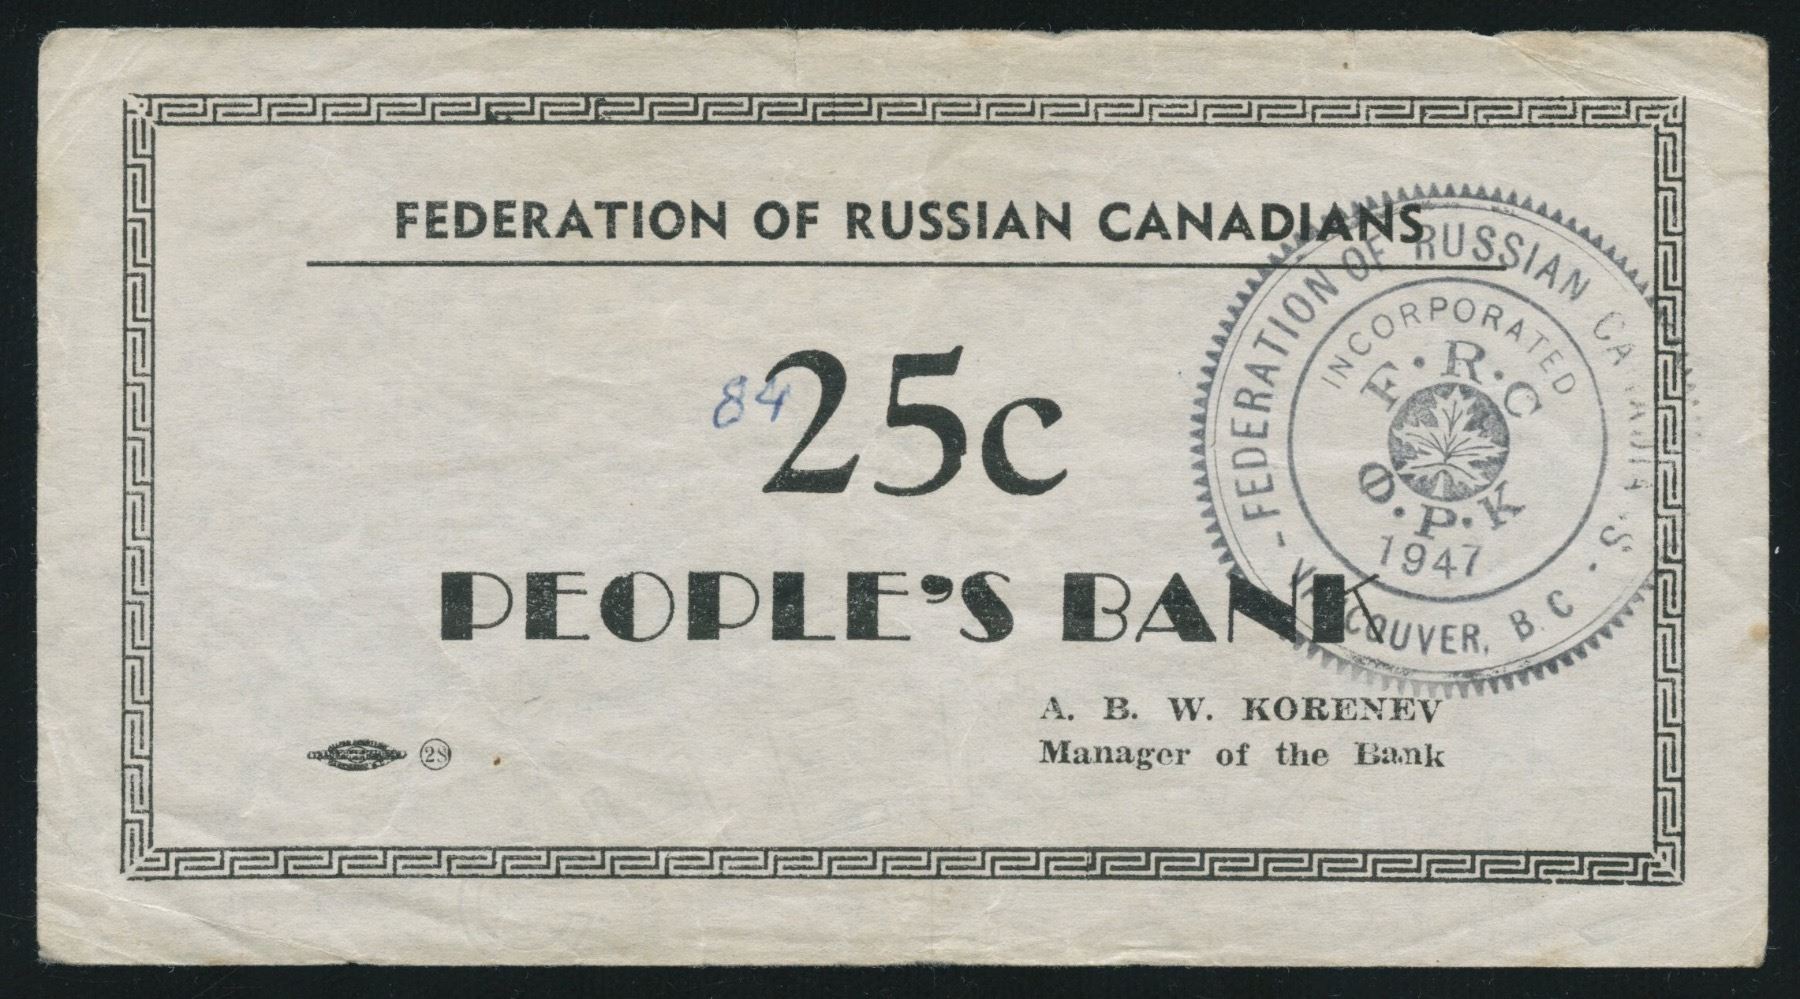 FEDERATION OF RUSSIAN CANADIANS
25c
84
PEOPLE'S BANK
A. B. W. KORENEV
Manager of the Bank
28
- FEDERATION OF RUSSIAN CANADIANS -
VANCOUVER, B.C.
INCORPORATED
F·R·C
Ф·Р·К
1947